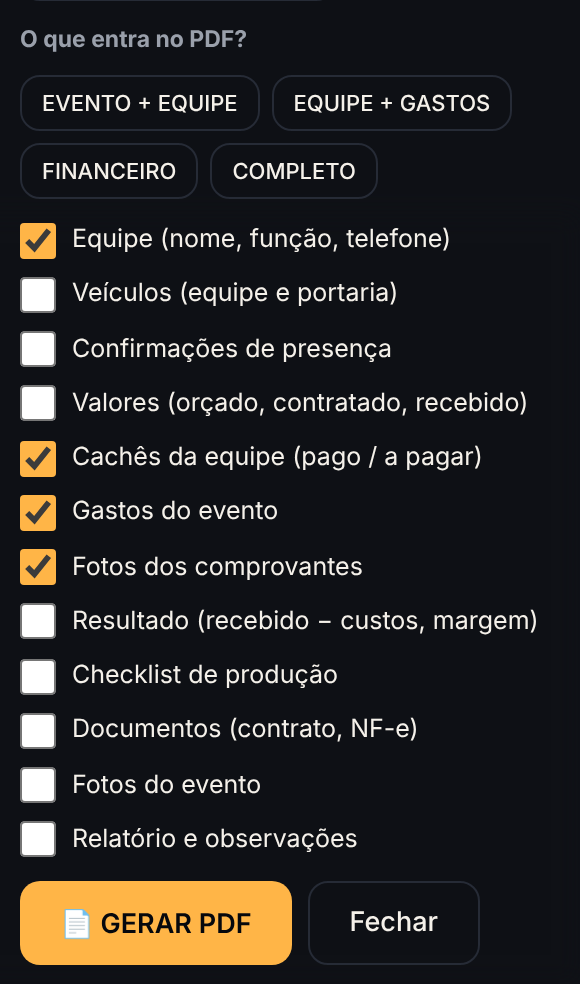 O que entra no PDF?
EVENTO + EQUIPE
EQUIPE + GASTOS
FINANCEIRO
COMPLETO
Equipe (nome, função, telefone)
Veículos (equipe e portaria)
Confirmações de presença
Valores (orçado, contratado, recebido)
Cachês da equipe (pago / a pagar)
Gastos do evento
Fotos dos comprovantes
Resultado (recebido − custos, margem)
Checklist de produção
Documentos (contrato, NF-e)
Fotos do evento
Relatório e observações
📄 GERAR PDF
Fechar